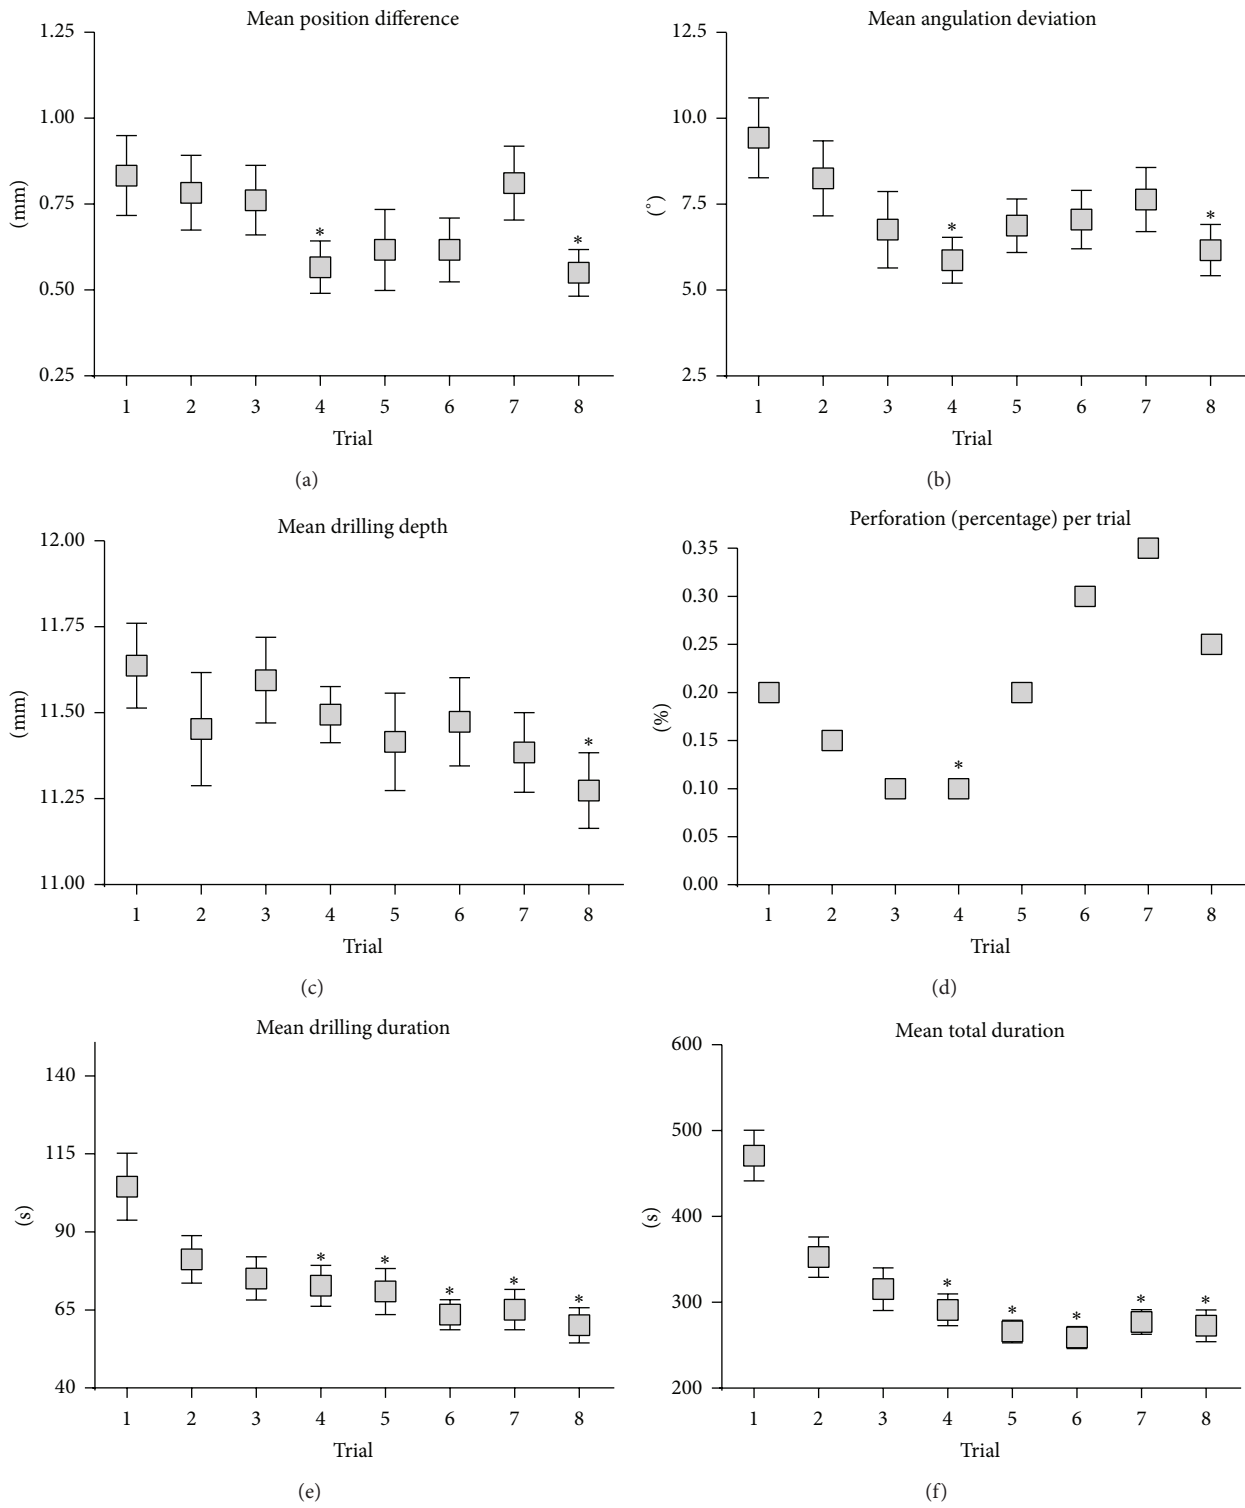 Mean position difference
1.25
1.00
0.75
0.50
0.25
(mm)
*
*
1 2 3 4 5 6 7 8
Trial
(a)
Mean angulation deviation
12.5
10.0
7.5
5.0
2.5
(°)
*
*
1 2 3 4 5 6 7 8
Trial
(b)
Mean drilling depth
12.00
11.75
11.50
11.25
11.00
(mm)
*
1 2 3 4 5 6 7 8
Trial
(c)
Perforation (percentage) per trial
0.35
0.30
0.25
0.20
0.15
0.10
0.05
0.00
(%)
*
1 2 3 4 5 6 7 8
Trial
(d)
Mean drilling duration
140
115
90
65
40
(s)
* * * * *
1 2 3 4 5 6 7 8
Trial
(e)
Mean total duration
600
500
400
300
200
(s)
* * * * *
1 2 3 4 5 6 7 8
Trial
(f)